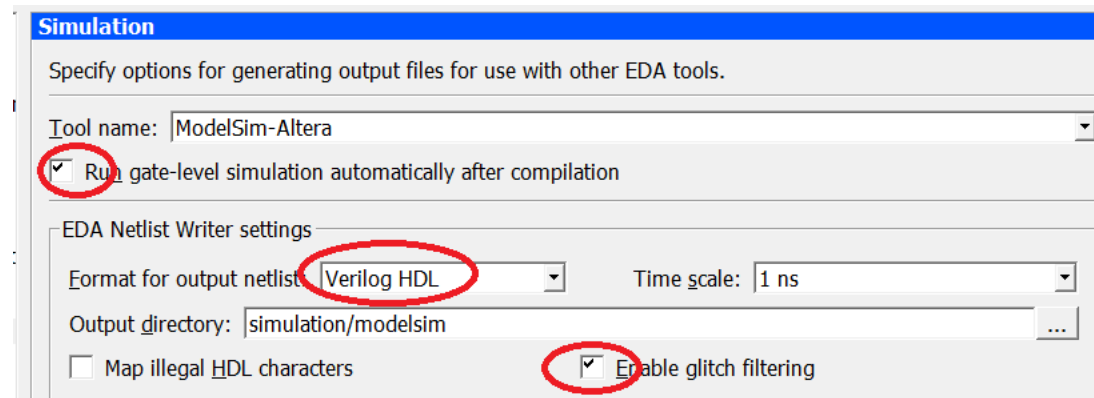 Simulation
Specify options for generating output files for use with other EDA tools.
Tool name: ModelSim-Altera
Run gate-level simulation automatically after compilation
EDA Netlist Writer settings
Format for output netlist: Verilog HDL Time scale: 1 ns
Output directory: simulation/modelsim ...
Map illegal HDL characters Enable glitch filtering